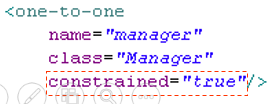 <one-to-one
name="manager"
class="Manager"
constrained="true"/>